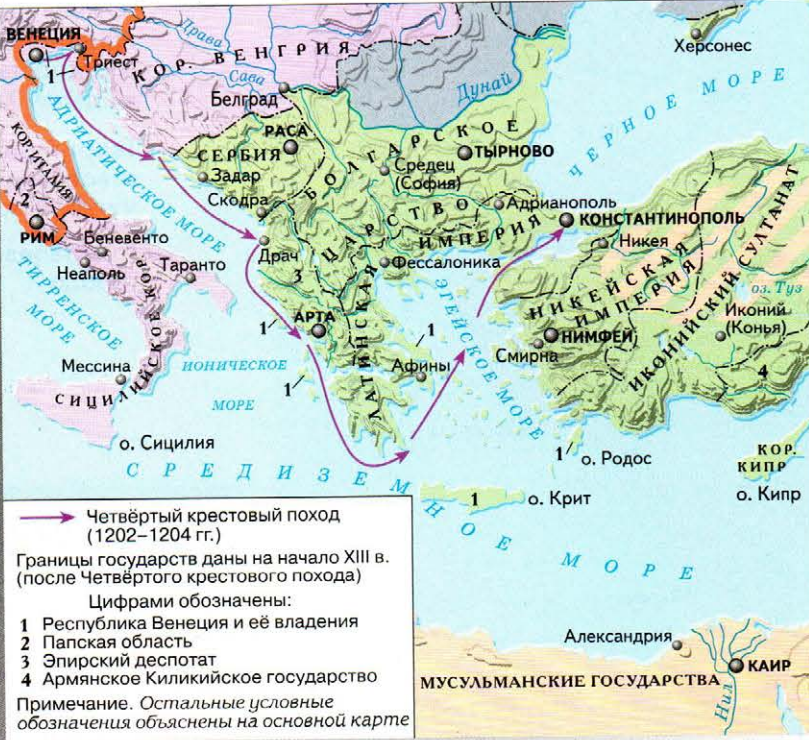 ВЕНЕЦИЯ
Триест
1
КОР. ВЕНГРИЯ
Драва
Сава
Белград
Дунай
Херсонес
ЧЕРНОЕ МОРЕ
АДРИАТИЧЕСКОЕ МОРЕ
КОР. ИТАЛИЯ
2
РИМ
РАСА
СЕРБИЯ
Задар
Скодра
Драч
БОЛГАРСКОЕ ЦАРСТВО
ТЫРНОВО
Средец
(София)
Адрианополь
КОНСТАНТИНОПОЛЬ
Никея
ЛАТИНСКАЯ ИМПЕРИЯ
Фессалоника
Беневенто
Неаполь
Таранто
ТИРРЕНСКОЕ
МОРЕ
СИЦИЛИЙСКОЕ КОР.
Мессина
о. Сицилия
ИОНИЧЕСКОЕ
МОРЕ
3
АРТА
1
1
1
Афины
ЭГЕЙСКОЕ МОРЕ
НИКЕЙСКАЯ
ИМПЕРИЯ
НИМФЕЙ
Смирна
ИКОНИЙСКИЙ СУЛТАНАТ
оз. Туз
Иконий
(Конья)
4
1
о. Родос
КОР.
КИПР
о. Кипр
1
о. Крит
СРЕДИЗЕМНОЕ МОРЕ
Александрия
КАИР
МУСУЛЬМАНСКИЕ ГОСУДАРСТВА
Нил
Четвёртый крестовый поход
(1202–1204 гг.)
Границы государств даны на начало XIII в.
(после Четвёртого крестового похода)
Цифрами обозначены:
1 Республика Венеция и её владения
2 Папская область
3 Эпирский деспотат
4 Армянское Киликийское государство
Примечание. Остальные условные
обозначения объяснены на основной карте